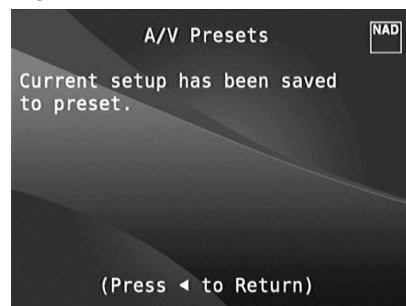 A/V Presets
NAD
Current setup has been saved
to preset.
(Press ◄ to Return)